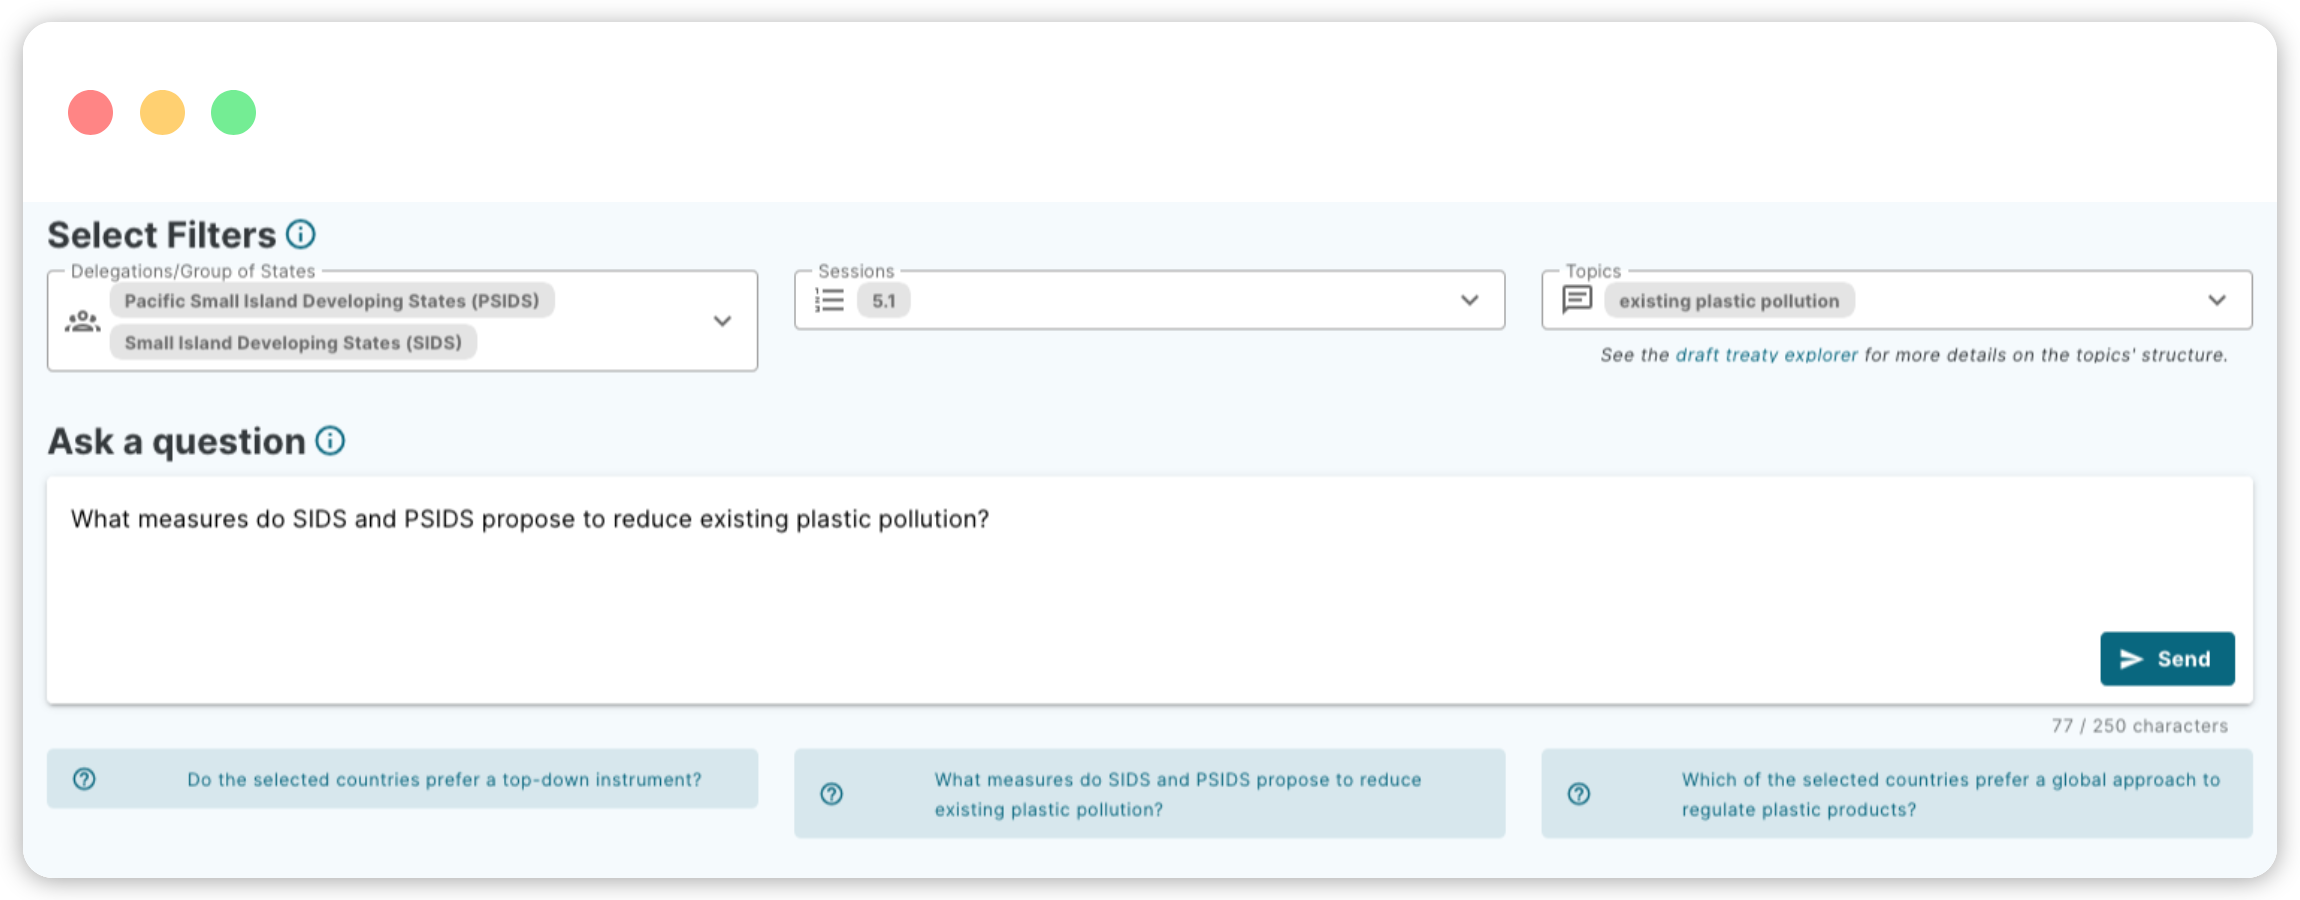 Select Filters
Delegations/Group of States
Pacific Small Island Developing States (PSIDS)
Small Island Developing States (SIDS)
Sessions
5.1
Topics
existing plastic pollution
See the draft treaty explorer for more details on the topics' structure.
Ask a question
What measures do SIDS and PSIDS propose to reduce existing plastic pollution?
Send
77 / 250 characters
Do the selected countries prefer a top-down instrument?
What measures do SIDS and PSIDS propose to reduce
existing plastic pollution?
Which of the selected countries prefer a global approach to
regulate plastic products?